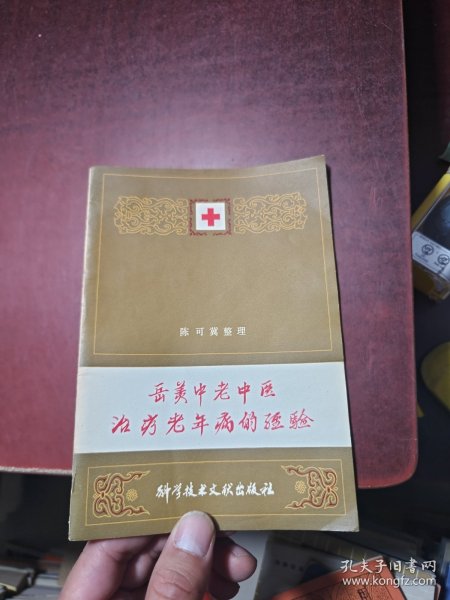 陈可冀整理
岳美中老中医
治疗老年病的经验
科学技术文献出版社
孔夫子旧书网
www.kongfz.com